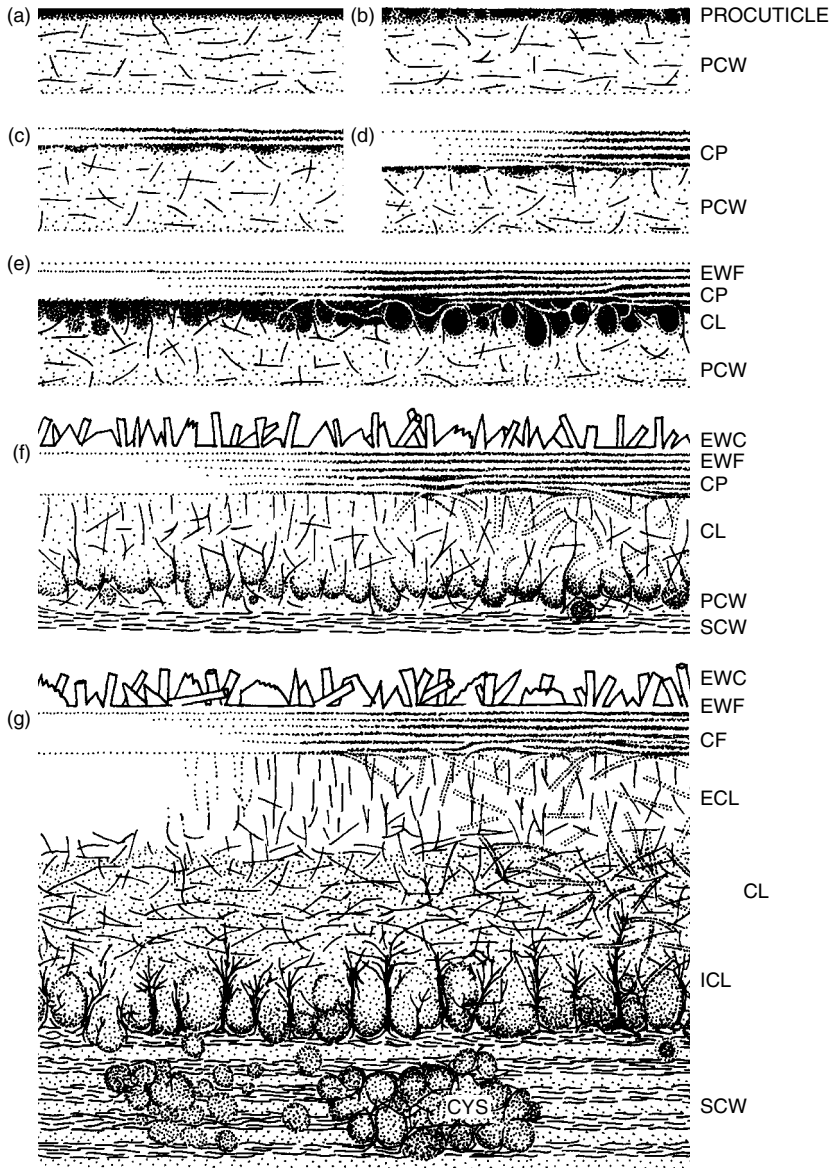 (a) (b) PROCUTICLE
PCW
(c) (d) CP
PCW
(e) EWF
CP
CL
PCW
EWC
(f) EWF
CP
CL
PCW
SCW
EWC
EWF
(g) CF
ECL
CL
ICL
CYS SCW